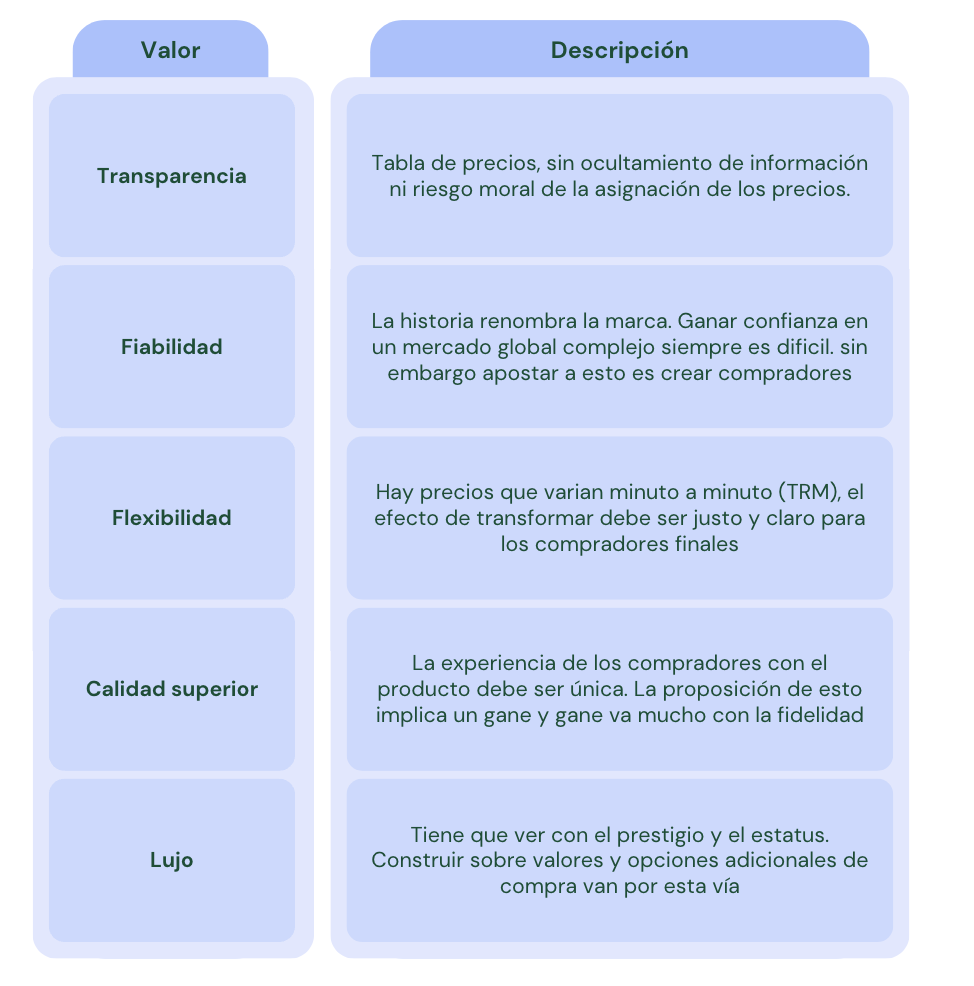 Valor
Descripción
Transparencia
Tabla de precios, sin ocultamiento de información
ni riesgo moral de la asignación de los precios.
Fiabilidad
La historia renombra la marca. Ganar confianza en
un mercado global complejo siempre es dificil. sin
embargo apostar a esto es crear compradores
Flexibilidad
Hay precios que varian minuto a minuto (TRM), el
efecto de transformar debe ser justo y claro para
los compradores finales
Calidad superior
La experiencia de los compradores con el
producto debe ser única. La proposición de esto
implica un gane y gane va mucho con la fidelidad
Lujo
Tiene que ver con el prestigio y el estatus.
Construir sobre valores y opciones adicionales de
compra van por esta vía